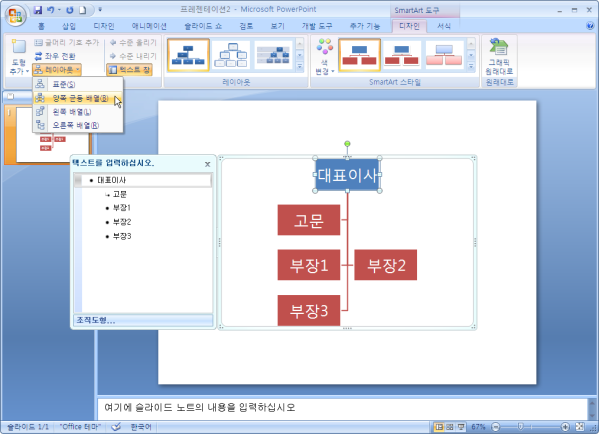 프레젠테이션2 - Microsoft PowerPoint
SmartArt 도구
홈 삽입 디자인 애니메이션 슬라이드 쇼 검토 보기 개발 도구 추가 기능 디자인 서식
도형 추가
글머리 기호 추가
좌우 전환
레이아웃
수준 올리기
수준 내리기
텍스트 창
색 변경
그래픽 원래대로
레이아웃
SmartArt 스타일
원래대로
표준(S)
양쪽 균등 배열(B)
왼쪽 배열(L)
오른쪽 배열(R)
텍스트를 입력하십시오.
대표이사
고문
부장1
부장2
부장3
조직도형...
대표이사
고문
부장1 부장2
부장3
여기에 슬라이드 노트의 내용을 입력하십시오
슬라이드 1/1 "Office 테마" 한국어 67%